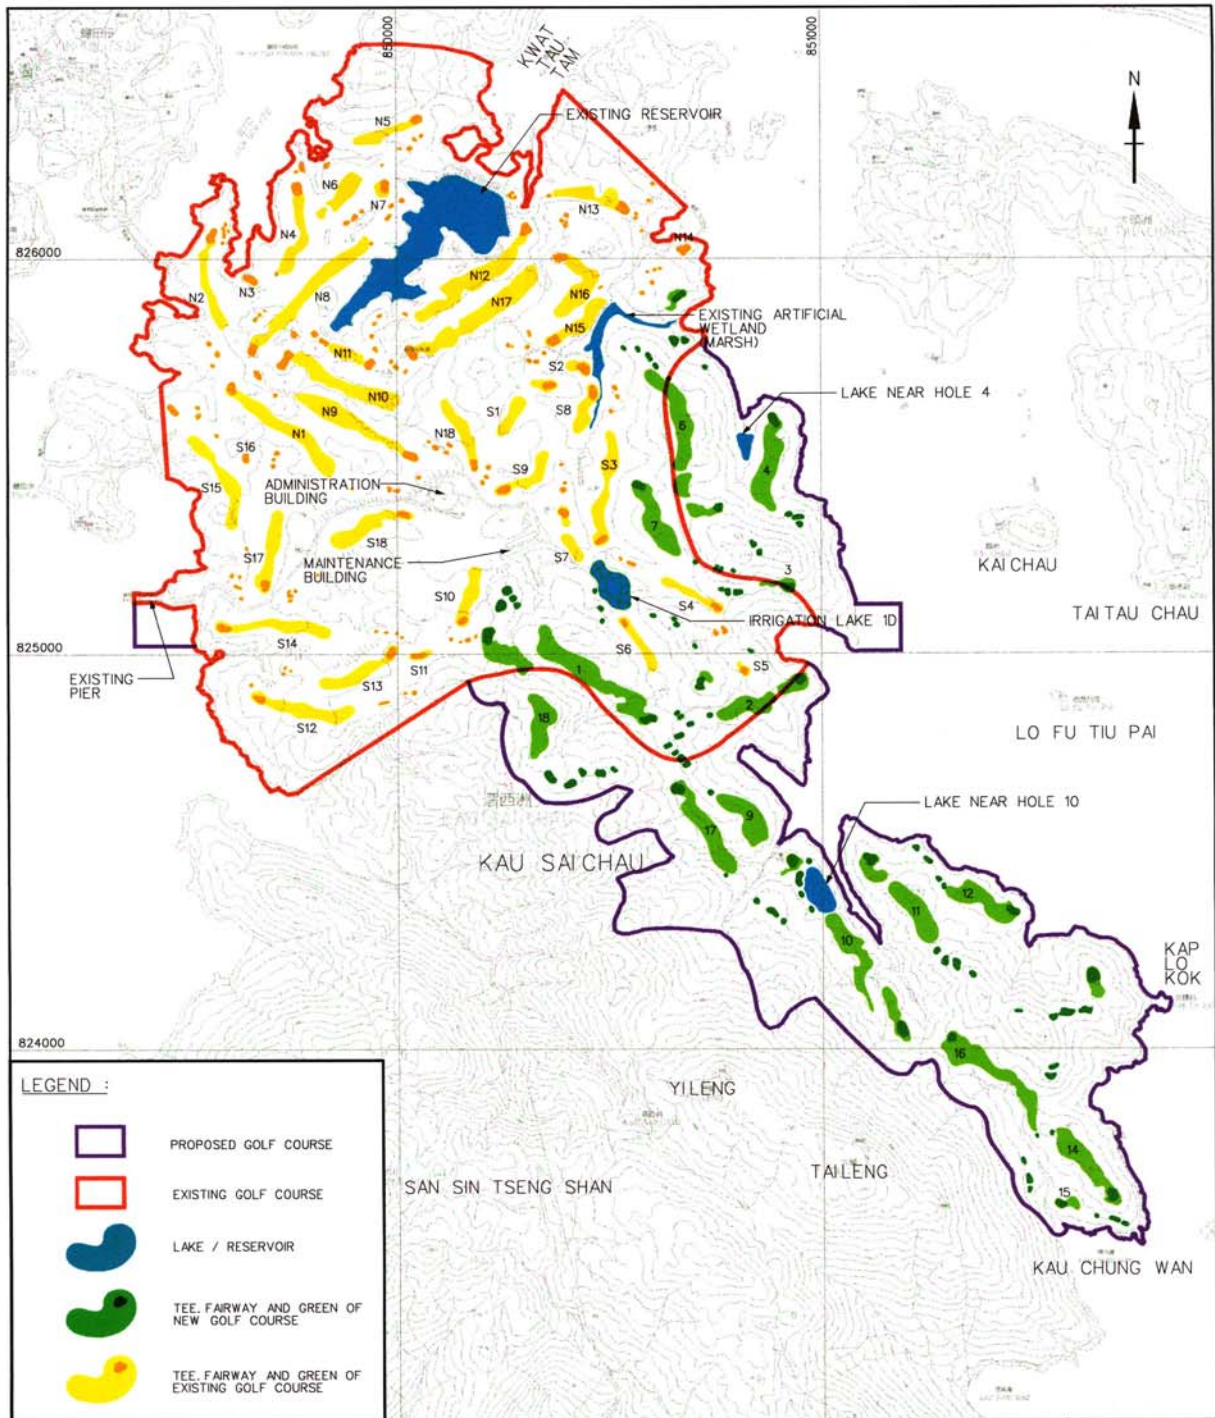 850000
851000
KWAT
TAU
TAM
N
EXISTING RESERVOIR
N5
N6
N7
N4
N13
N14
826000
N2
N3
N8
N12
N17
N16
N15
EXISTING ARTIFICIAL
WETLAND
(MARSH)
N11
S2
N10
LAKE NEAR HOLE 4
N9
S1
S8
N1
N18
6
4
S16
S3
S9
S15
ADMINISTRATION
BUILDING
7
S18
S7
S17
MAINTENANCE
BUILDING
3
KAI CHAU
S10
S4
TAI TAU CHAU
IRRIGATION LAKE 1D
S14
S6
825000
S11
1
S5
EXISTING
PIER
S13
2
S12
18
LO FU TIU PAI
LAKE NEAR HOLE 10
17
9
KAU SAI CHAU
12
11
10
KAP
LO
KOK
824000
16
YI LENG
14
TAI LENG
SAN SIN TSENG SHAN
15
KAU CHUNG WAN
LEGEND :
PROPOSED GOLF COURSE
EXISTING GOLF COURSE
LAKE / RESERVOIR
TEE, FAIRWAY AND GREEN OF
NEW GOLF COURSE
TEE, FAIRWAY AND GREEN OF
EXISTING GOLF COURSE